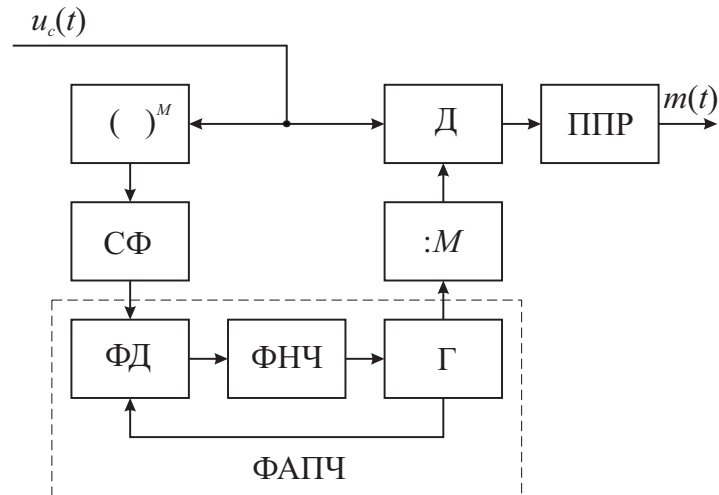 u_c(t)
( )^M
Д
ППР
m(t)
СФ
:M
ФД
ФНЧ
Г
ФАПЧ